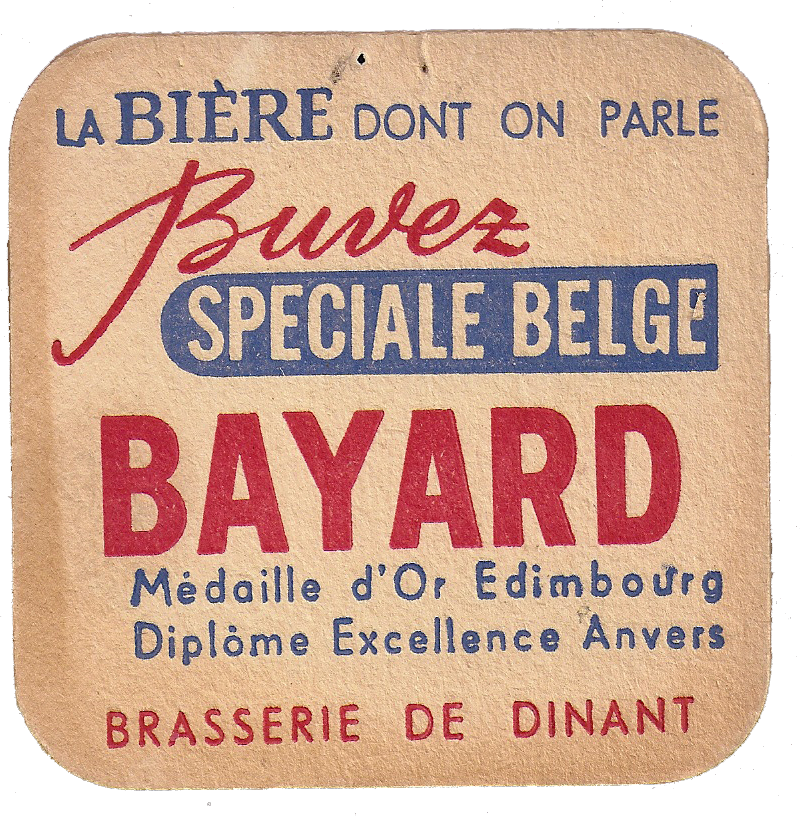 LA BIÈRE DONT ON PARLE
Buvez
SPECIALE BELGE
BAYARD
Médaille d'Or Edimbourg
Diplôme Excellence Anvers
BRASSERIE DE DINANT